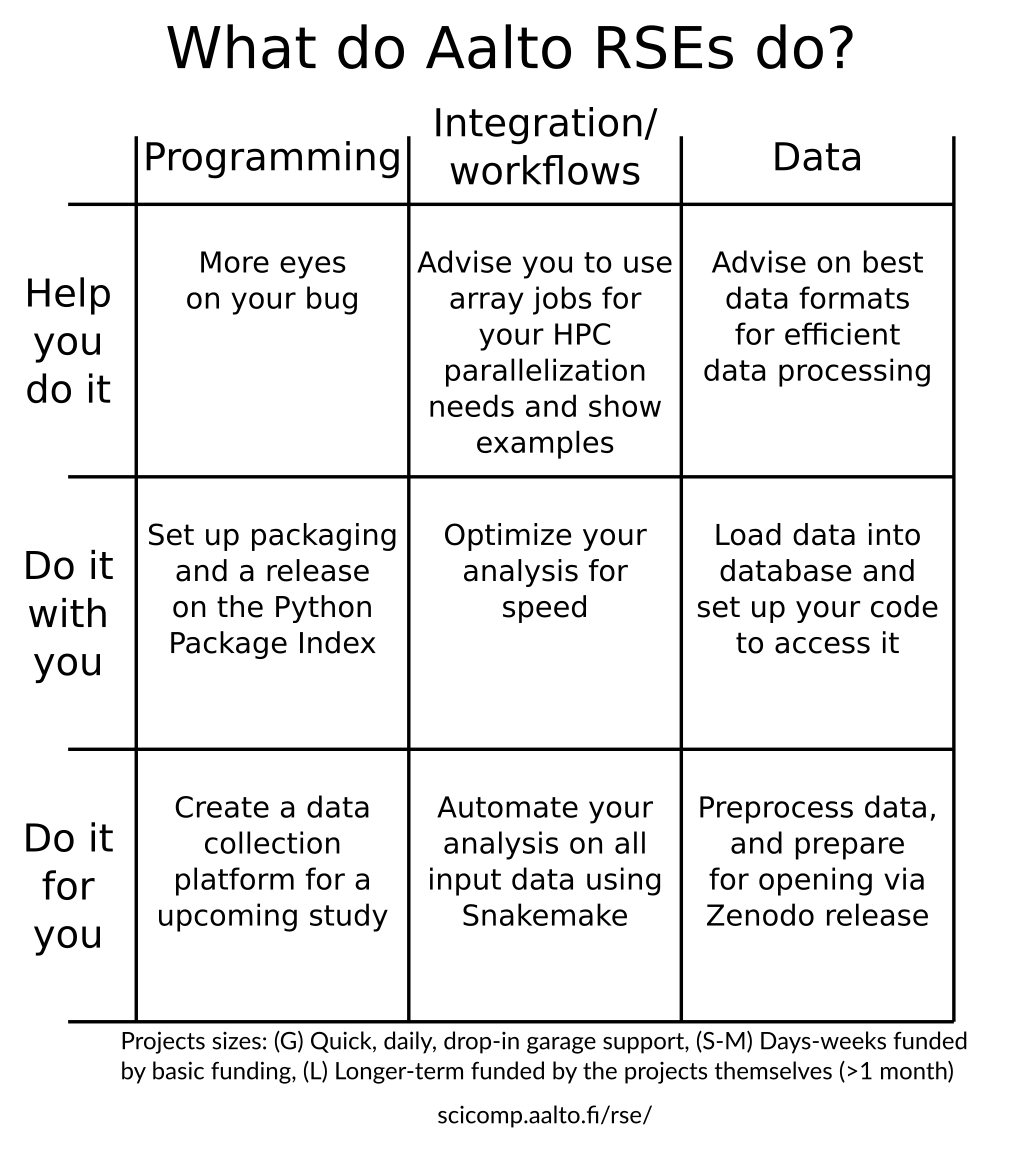 What do Aalto RSEs do?
Programming
Integration/
workflows
Data
Help
you
do it
More eyes
on your bug
Advise you to use
array jobs for
your HPC
parallelization
needs and show
examples
Advise on best
data formats
for efficient
data processing
Do it
with
you
Set up packaging
and a release
on the Python
Package Index
Optimize your
analysis for
speed
Load data into
database and
set up your code
to access it
Do it
for
you
Create a data
collection
platform for a
upcoming study
Automate your
analysis on all
input data using
Snakemake
Preprocess data,
and prepare
for opening via
Zenodo release
Projects sizes: (G) Quick, daily, drop-in garage support, (S-M) Days-weeks funded
by basic funding, (L) Longer-term funded by the projects themselves (>1 month)
scicomp.aalto.fi/rse/